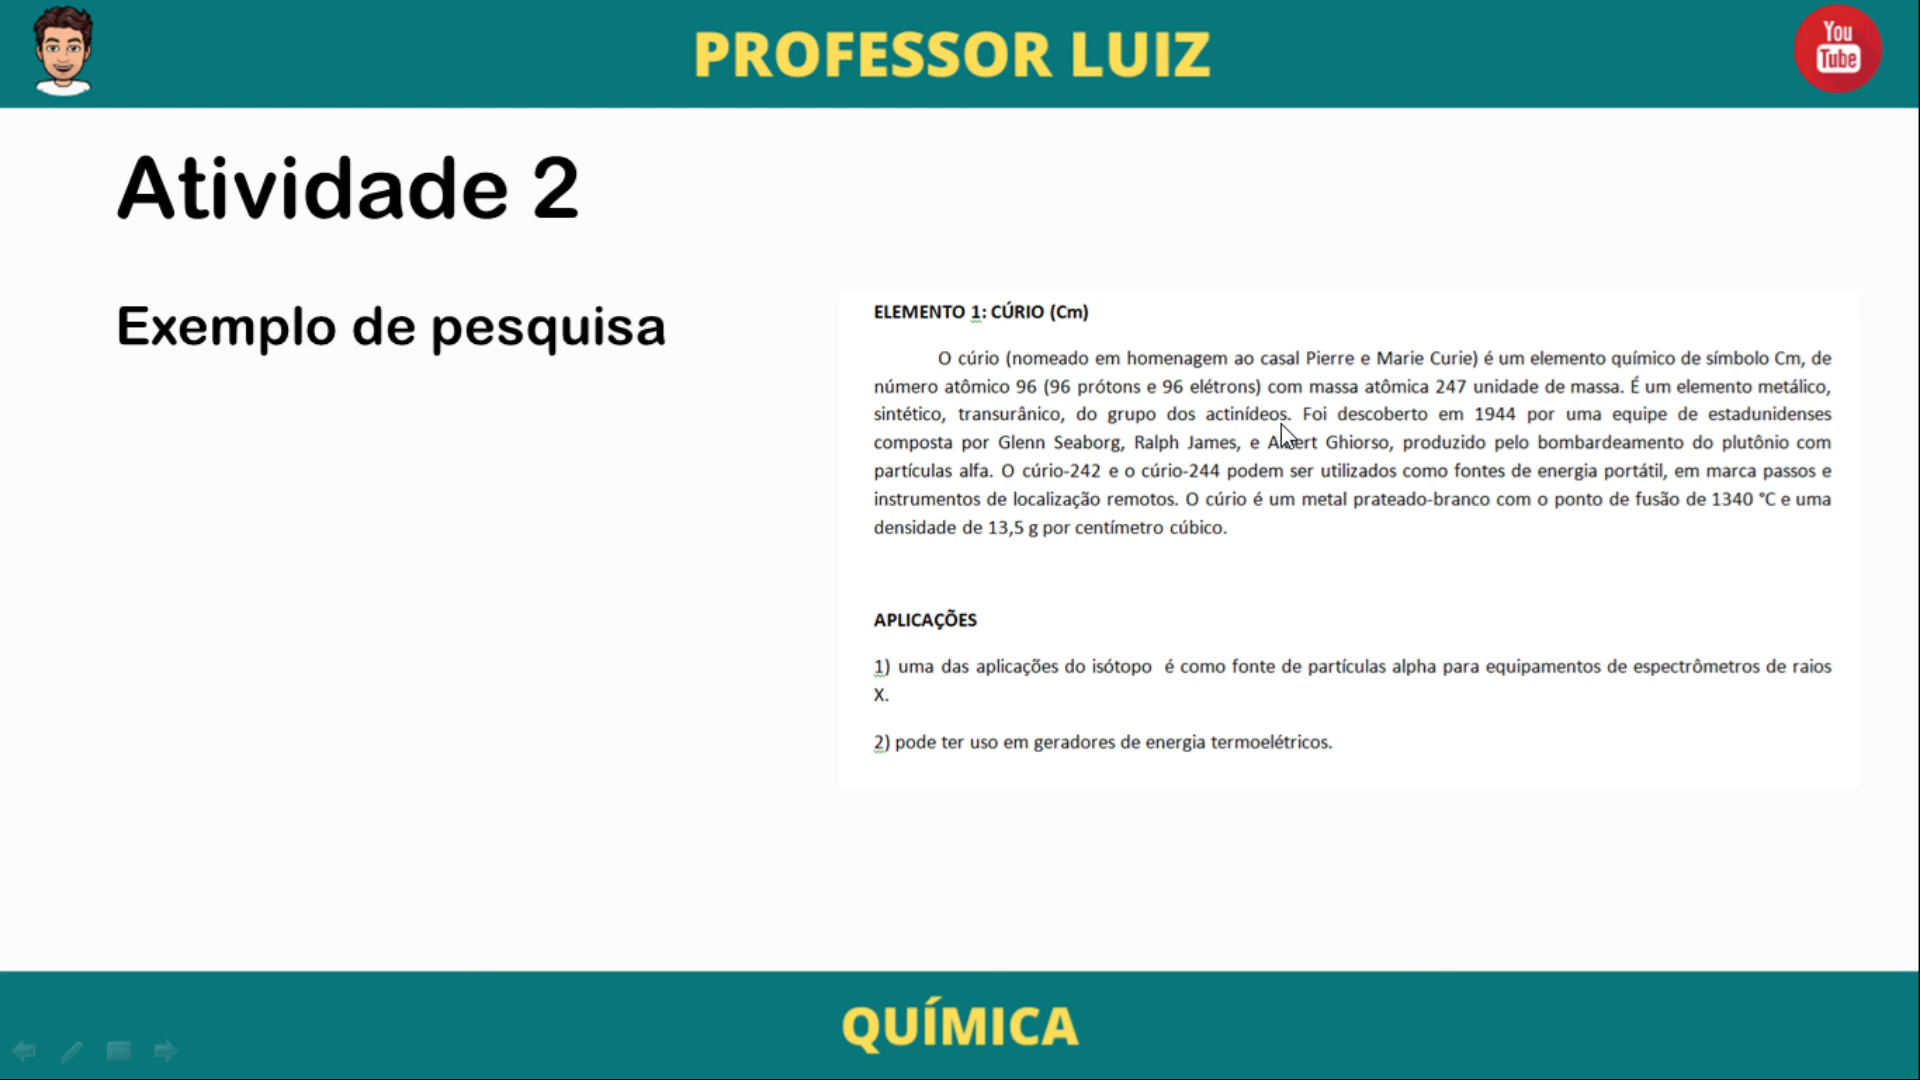 PROFESSOR LUIZ
You
Tube
Atividade 2
Exemplo de pesquisa
ELEMENTO 1: CÚRIO (Cm)
O cúrio (nomeado em homenagem ao casal Pierre e Marie Curie) é um elemento químico de símbolo Cm, de
número atômico 96 (96 prótons e 96 elétrons) com massa atômica 247 unidade de massa. É um elemento metálico,
sintético, transurânico, do grupo dos actinídeos. Foi descoberto em 1944 por uma equipe de estadunidenses
composta por Glenn Seaborg, Ralph James, e Albert Ghiorso, produzido pelo bombardeamento do plutônio com
partículas alfa. O cúrio-242 e o cúrio-244 podem ser utilizados como fontes de energia portátil, em marca passos e
instrumentos de localização remotos. O cúrio é um metal prateado-branco com o ponto de fusão de 1340 °C e uma
densidade de 13,5 g por centímetro cúbico.
APLICAÇÕES
1) uma das aplicações do isótopo é como fonte de partículas alpha para equipamentos de espectrômetros de raios
X.
2) pode ter uso em geradores de energia termoelétricos.
QUÍMICA